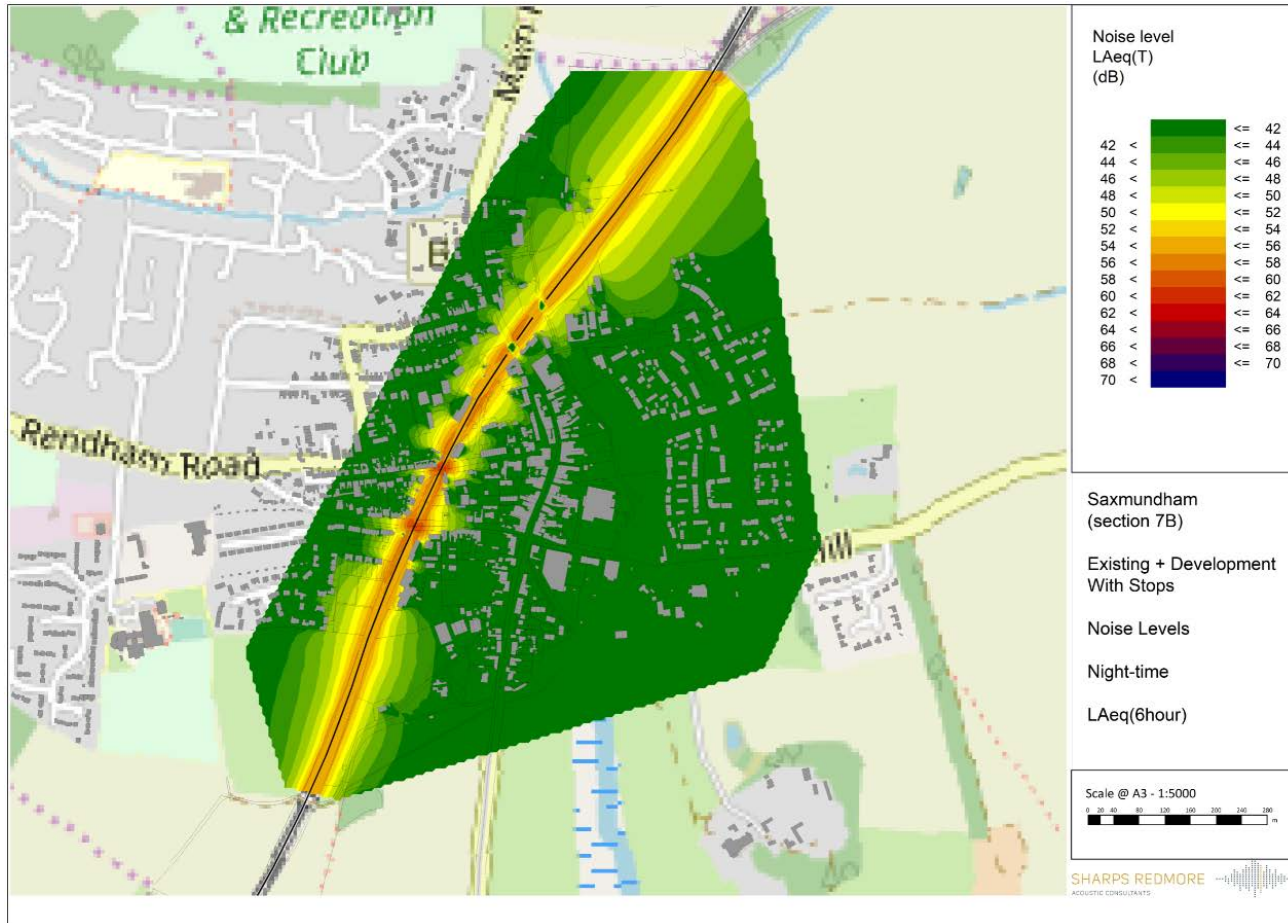 & Recreation
Club
Main
B
Rendham Road
ill
Noise level
LAeq(T)
(dB)
<= 42
42 < <= 44
44 < <= 46
46 < <= 48
48 < <= 50
50 < <= 52
52 < <= 54
54 < <= 56
56 < <= 58
58 < <= 60
60 < <= 62
62 < <= 64
64 < <= 66
66 < <= 68
68 < <= 70
70 <
Saxmundham
(section 7B)
Existing + Development
With Stops
Noise Levels
Night-time
LAeq(6hour)
Scale @ A3 - 1:5000
0 20 40 80 120 160 200 240 280
m
SHARPS REDMORE
ACOUSTIC CONSULTANTS